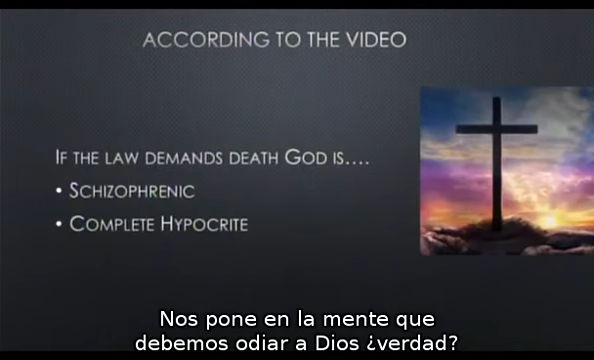 ACCORDING TO THE VIDEO
IF THE LAW DEMANDS DEATH GOD IS....
• SCHIZOPHRENIC
• COMPLETE HYPOCRITE
Nos pone en la mente que
debemos odiar a Dios ¿verdad?